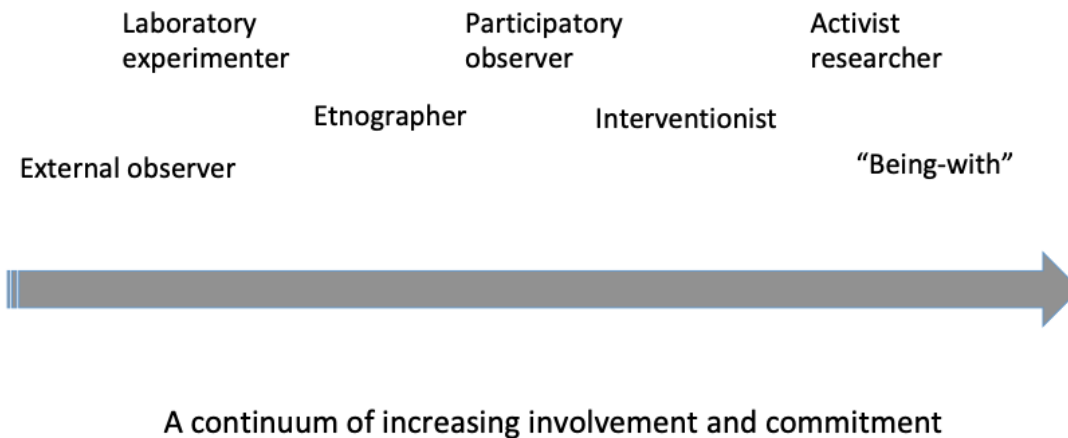 Laboratory
experimenter
Participatory
observer
Activist
researcher
Etnographer
Interventionist
External observer
“Being-with”
A continuum of increasing involvement and commitment